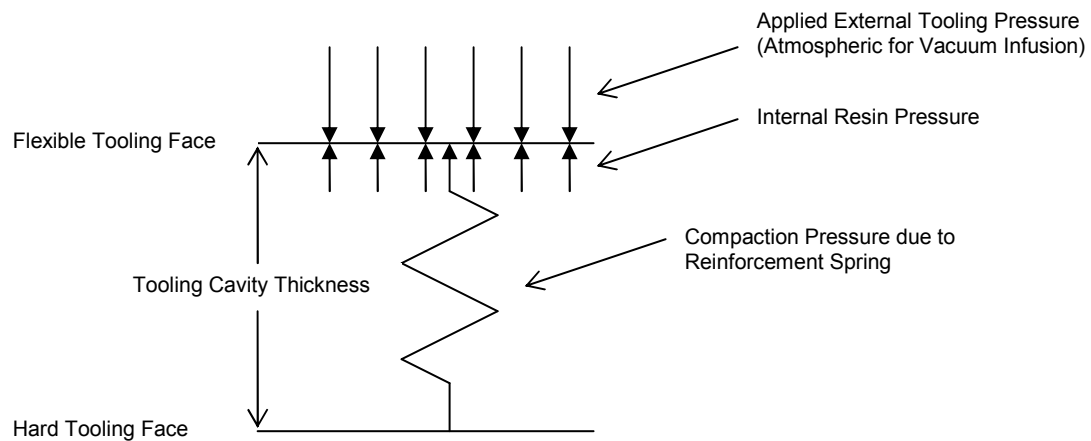 Applied External Tooling Pressure
(Atmospheric for Vacuum Infusion)
Internal Resin Pressure
Flexible Tooling Face
Compaction Pressure due to
Reinforcement Spring
Tooling Cavity Thickness
Hard Tooling Face